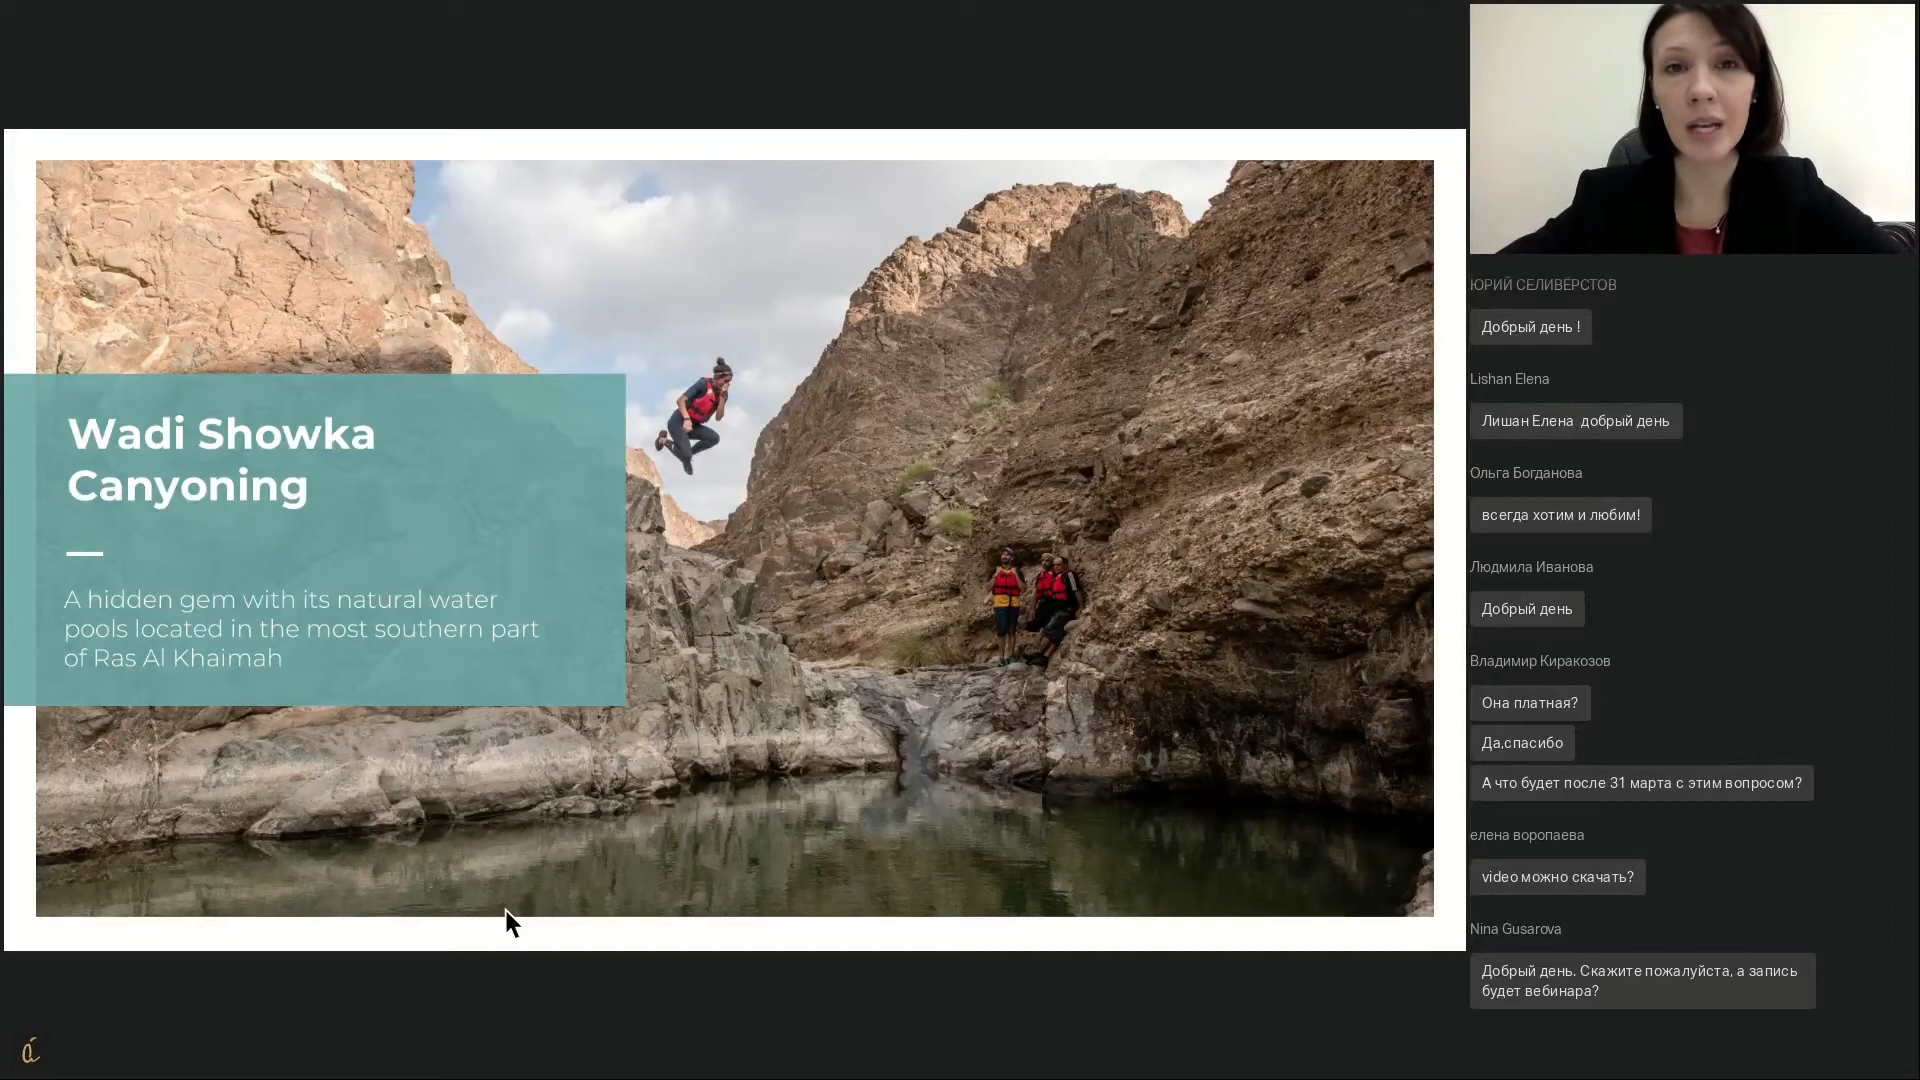 Wadi Showka
Canyoning
A hidden gem with its natural water
pools located in the most southern part
of Ras Al Khaimah
ЮРИЙ СЕЛИВЁРСТОВ
Добрый день !
Lishan Elena
Лишан Елена добрый день
Ольга Богданова
всегда хотим и любим!
Людмила Иванова
Добрый день
Владимир Киракозов
Она платная?
Да,спасибо
А что будет после 31 марта с этим вопросом?
елена воропаева
video можно скачать?
Nina Gusarova
Добрый день. Скажите пожалуйста, а запись
будет вебинара?
á